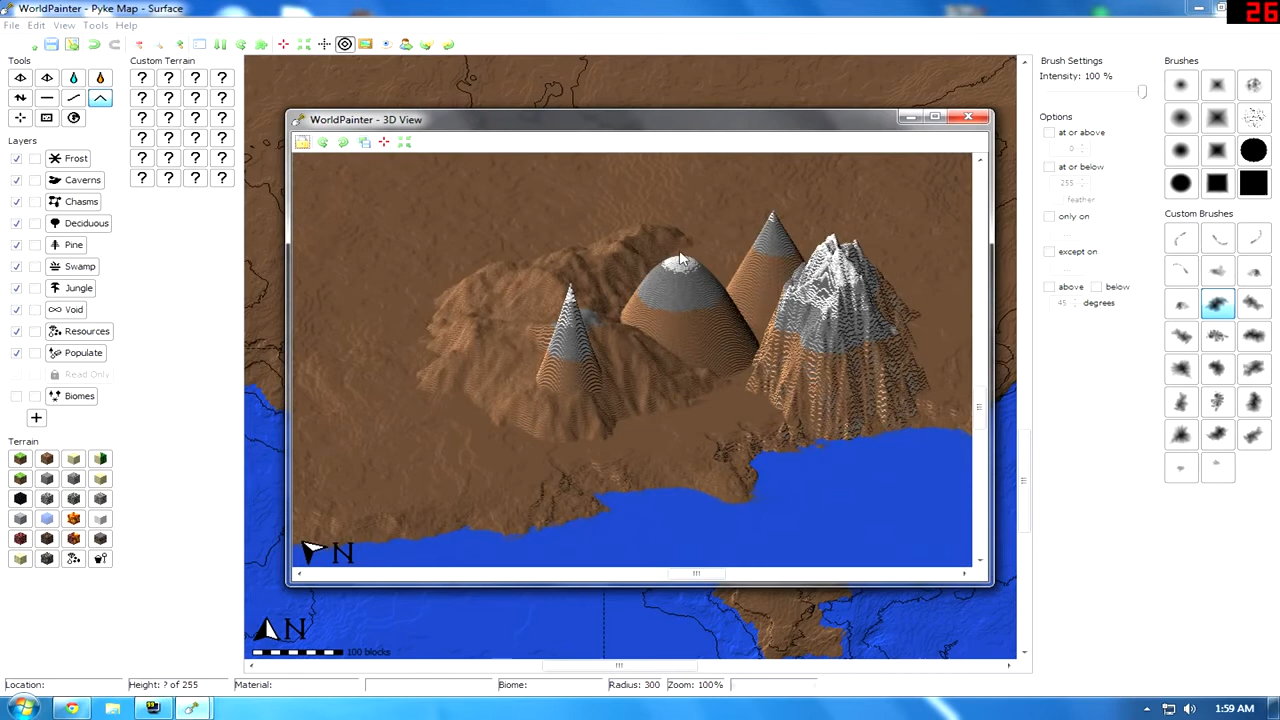 WorldPainter - Pyke Map - Surface
26
File Edit View Tools Help
Tools
Custom Terrain
? ? ? ?
? ? ? ?
? ? ? ?
? ? ? ?
? ? ? ?
? ? ? ?
Layers
Frost
Caverns
Chasms
Deciduous
Pine
Swamp
Jungle
Void
Resources
Populate
Read Only
Biomes
+
Terrain
WorldPainter - 3D View
N
N
100 blocks
Brush Settings
Intensity: 100 %
Options
at or above
0
at or below
255
feather
only on
...
except on
...
above below
45 degrees
Brushes
Custom Brushes
Location:
Height: ? of 255
Material:
Biome:
Radius: 300
Zoom: 100%
1:59 AM